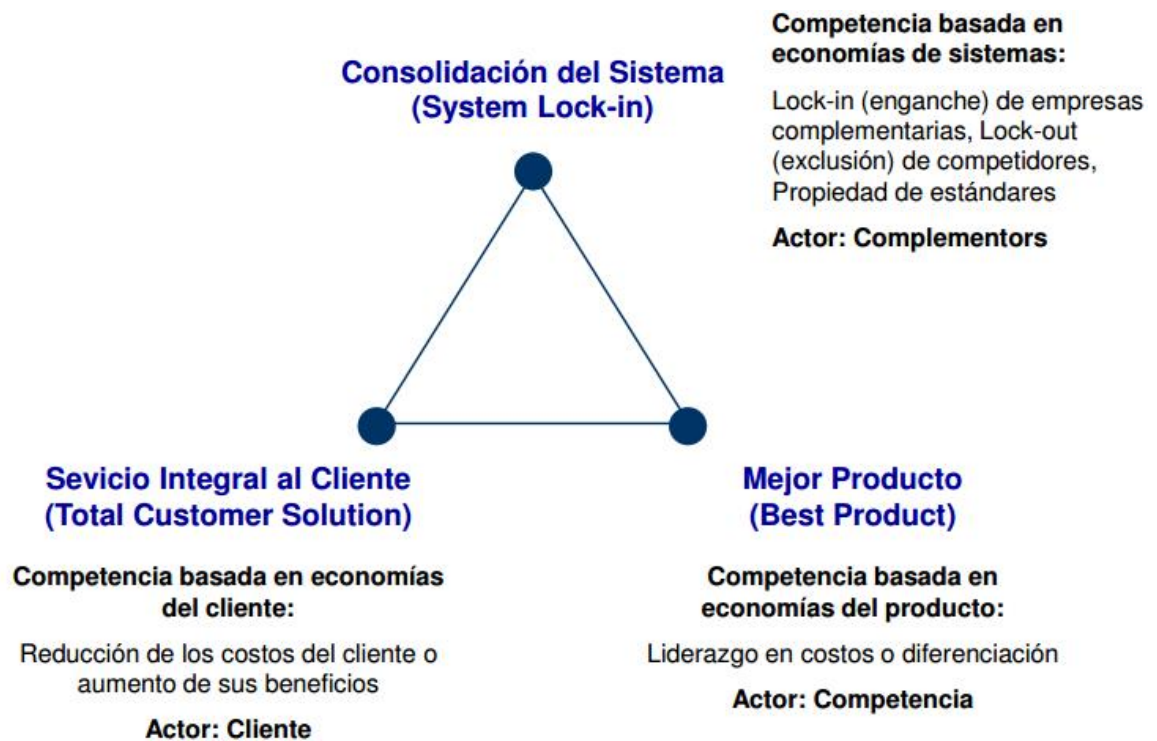 Consolidación del Sistema
(System Lock-in)
Competencia basada en
economías de sistemas:
Lock-in (enganche) de empresas
complementarias, Lock-out
(exclusión) de competidores,
Propiedad de estándares
Actor: Complementors
Sevicio Integral al Cliente
(Total Customer Solution)
Competencia basada en economías
del cliente:
Reducción de los costos del cliente o
aumento de sus beneficios
Actor: Cliente
Mejor Producto
(Best Product)
Competencia basada en
economías del producto:
Liderazgo en costos o diferenciación
Actor: Competencia